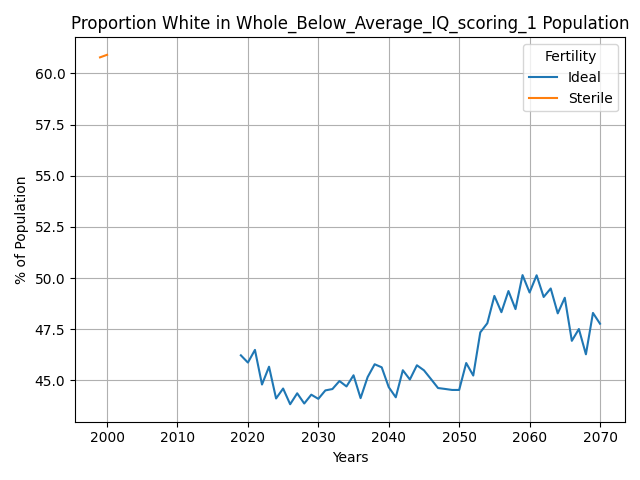 Proportion White in Whole_Below_Average_IQ_scoring_1 Population
Fertility
Ideal
Sterile
% of Population
60.0
57.5
55.0
52.5
50.0
47.5
45.0
2000 2010 2020 2030 2040 2050 2060 2070
Years